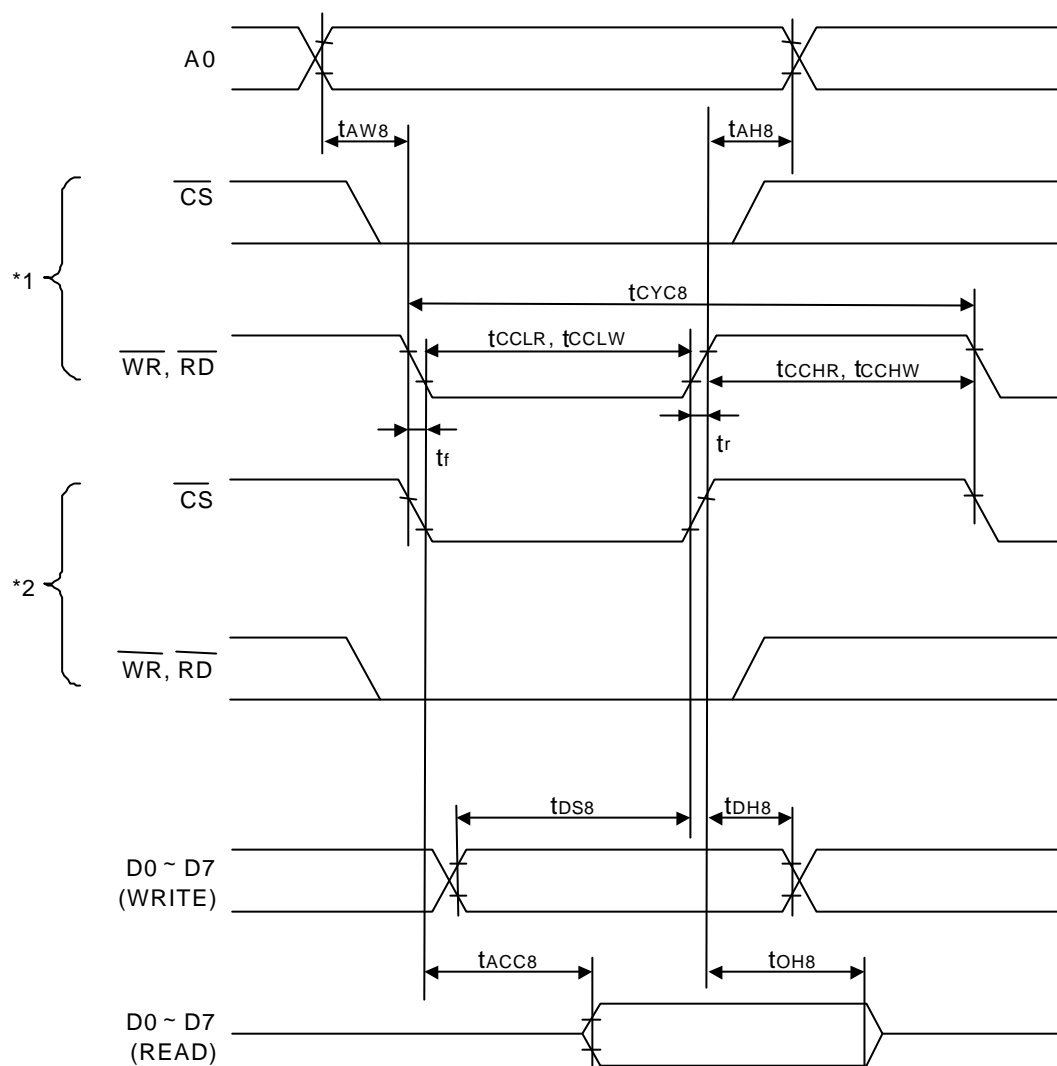 A0
tAW8
tAH8
CS
*1
tCYC8
tCCLR, tCCLW
WR, RD
tCCHR, tCCHW
tf
tr
CS
*2
WR, RD
tDS8
tDH8
D0 ~ D7
(WRITE)
tACC8
tOH8
D0 ~ D7
(READ)